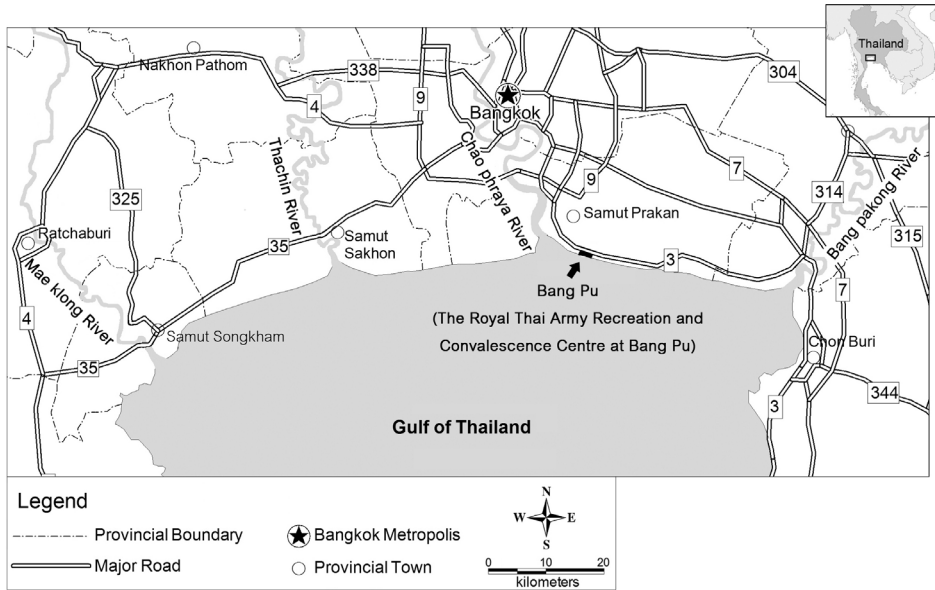 Thailand
Nakhon Pathom
338
304
4
9
Bangkok
Thachin River
Chao phraya River
7
325
9
314
Bang pakong River
Samut Prakan
315
Ratchaburi
35
Samut
Sakhon
3
Mae klong River
Bang Pu
7
(The Royal Thai Army Recreation and
Convalescence Centre at Bang Pu)
4
Samut Songkham
Chon Buri
35
344
3
Gulf of Thailand
Legend
Provincial Boundary
Major Road
Bangkok Metropolis
Provincial Town
N
W E
S
0 10 20
kilometers